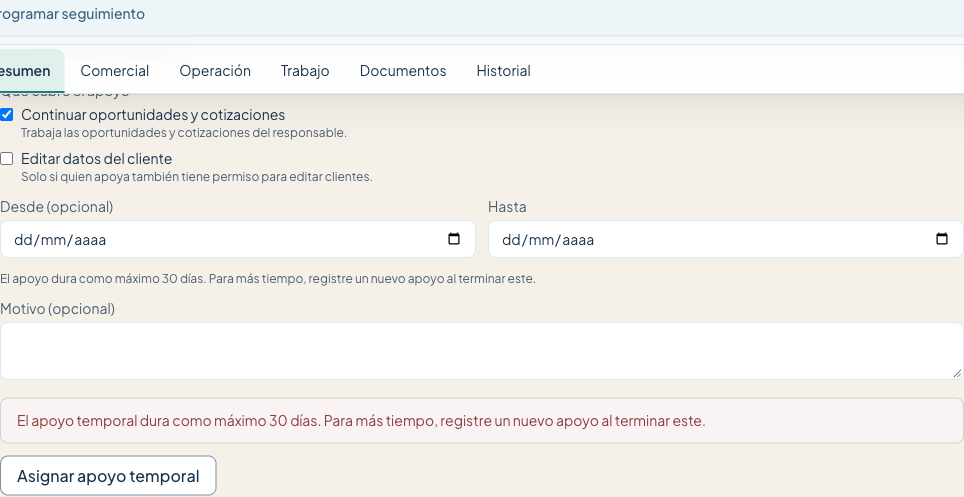 rogramar seguimiento
esumen Comercial Operación Trabajo Documentos Historial
Continuar oportunidades y cotizaciones
Trabaja las oportunidades y cotizaciones del responsable.
Editar datos del cliente
Solo si quien apoya también tiene permiso para editar clientes.
Desde (opcional) Hasta
dd/mm/aaaa dd/mm/aaaa
El apoyo dura como máximo 30 días. Para más tiempo, registre un nuevo apoyo al terminar este.
Motivo (opcional)
El apoyo temporal dura como máximo 30 días. Para más tiempo, registre un nuevo apoyo al terminar este.
Asignar apoyo temporal